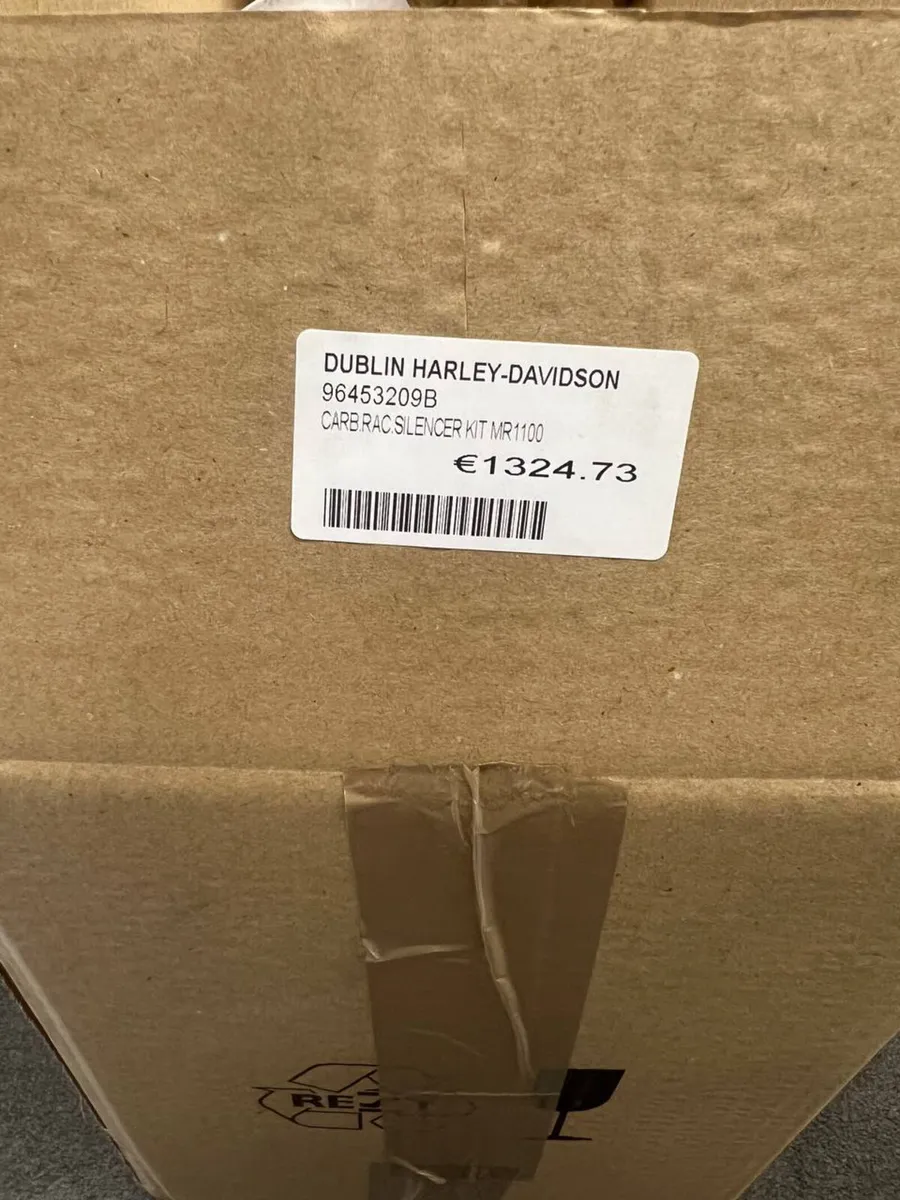 DUBLIN HARLEY-DAVIDSON
96453209B
CARB.RAC.SILENCER KIT MR1100
€1324.73